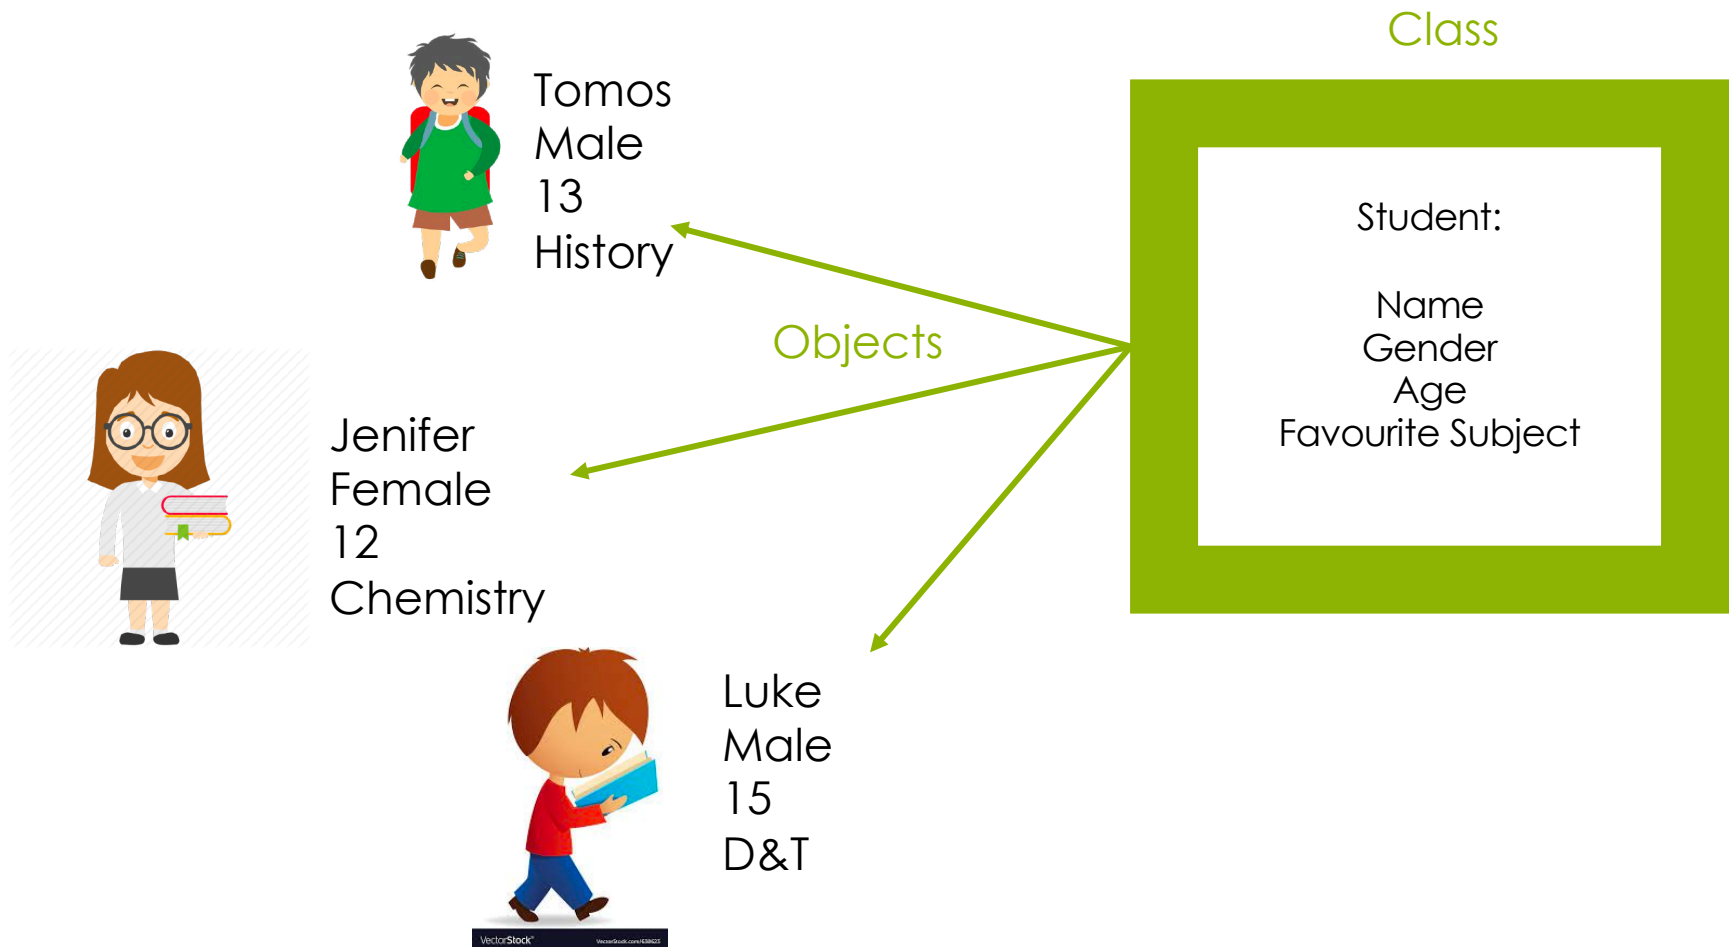 Class
Tomos
Male
13
History
Student:
Name
Gender
Age
Favourite Subject
Objects
Jenifer
Female
12
Chemistry
Luke
Male
15
D&T
VectorStock